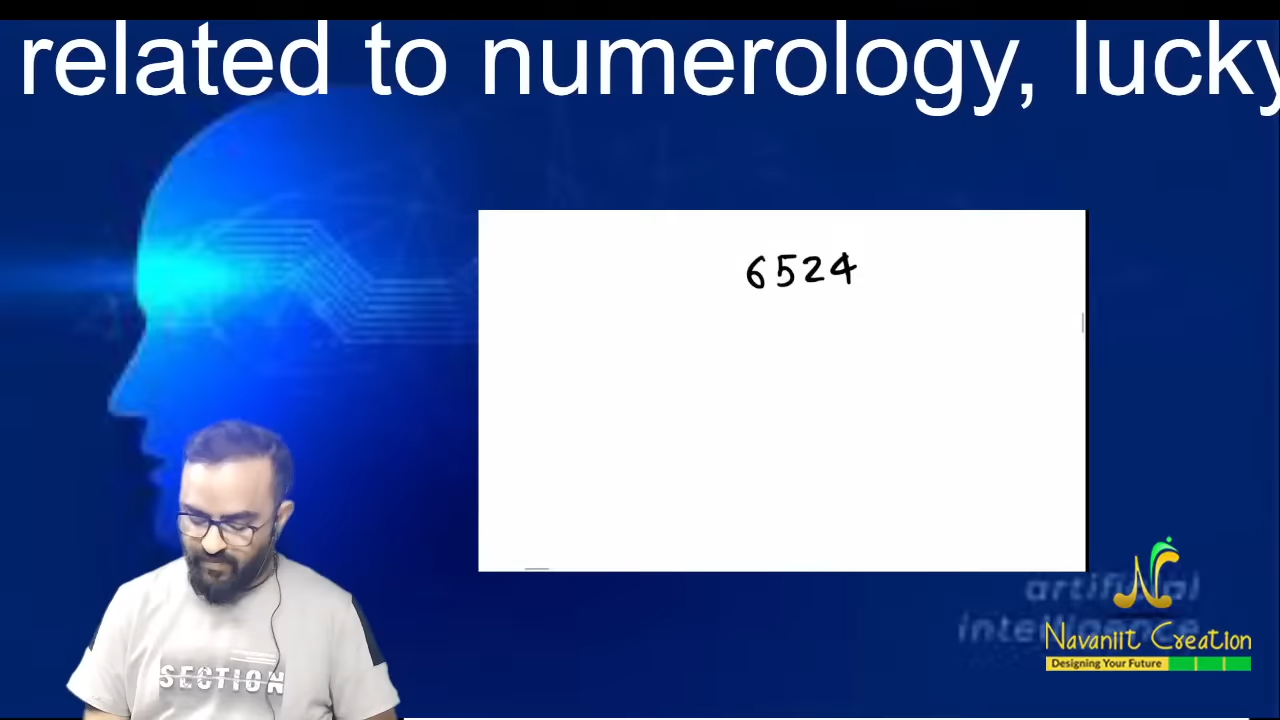 related to numerology, lucky
6524
artificial
intelligence
Navaniit Creation
Designing Your Future
SECTION